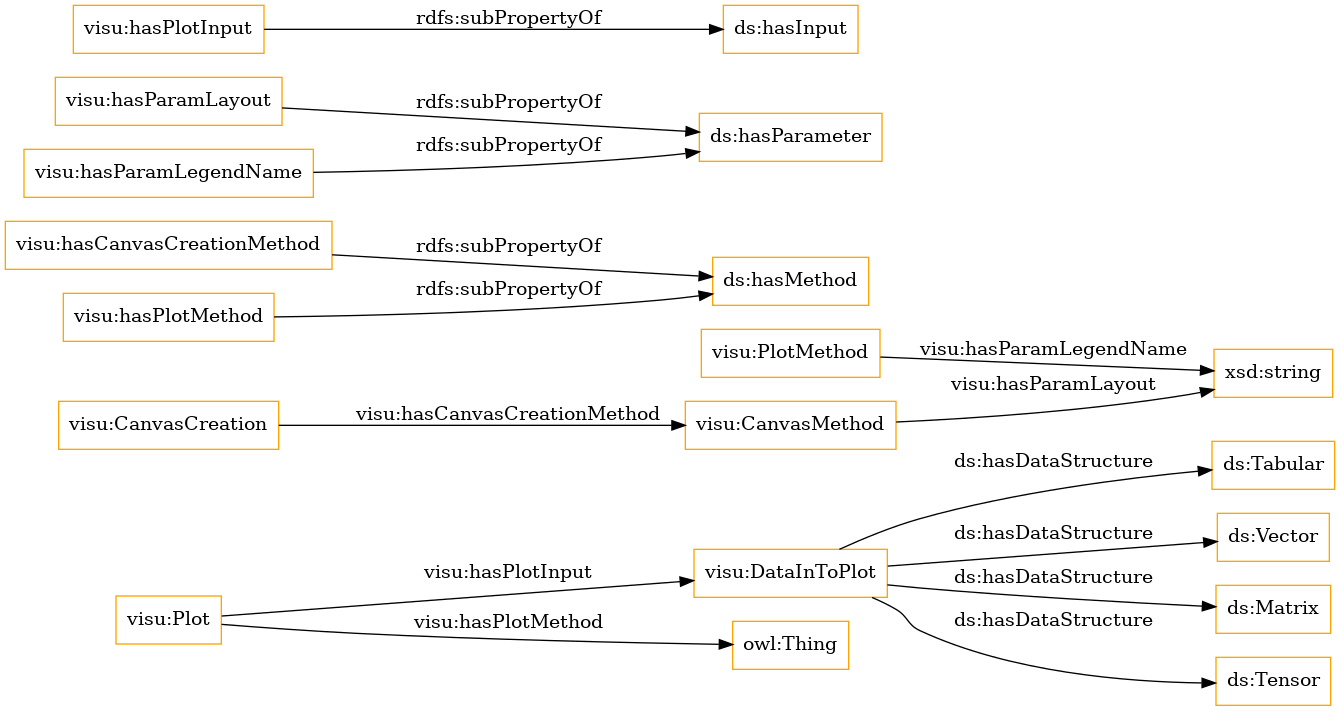 visu:hasPlotInput
rdfs:subPropertyOf
ds:hasInput
visu:hasParamLayout
rdfs:subPropertyOf
ds:hasParameter
visu:hasParamLegendName
rdfs:subPropertyOf
visu:hasCanvasCreationMethod
rdfs:subPropertyOf
ds:hasMethod
visu:hasPlotMethod
rdfs:subPropertyOf
visu:PlotMethod
visu:hasParamLegendName
xsd:string
visu:CanvasCreation
visu:hasCanvasCreationMethod
visu:CanvasMethod
visu:hasParamLayout
visu:Plot
visu:hasPlotInput
visu:DataInToPlot
visu:hasPlotMethod
owl:Thing
ds:hasDataStructure
ds:Tabular
ds:hasDataStructure
ds:Vector
ds:hasDataStructure
ds:Matrix
ds:hasDataStructure
ds:Tensor